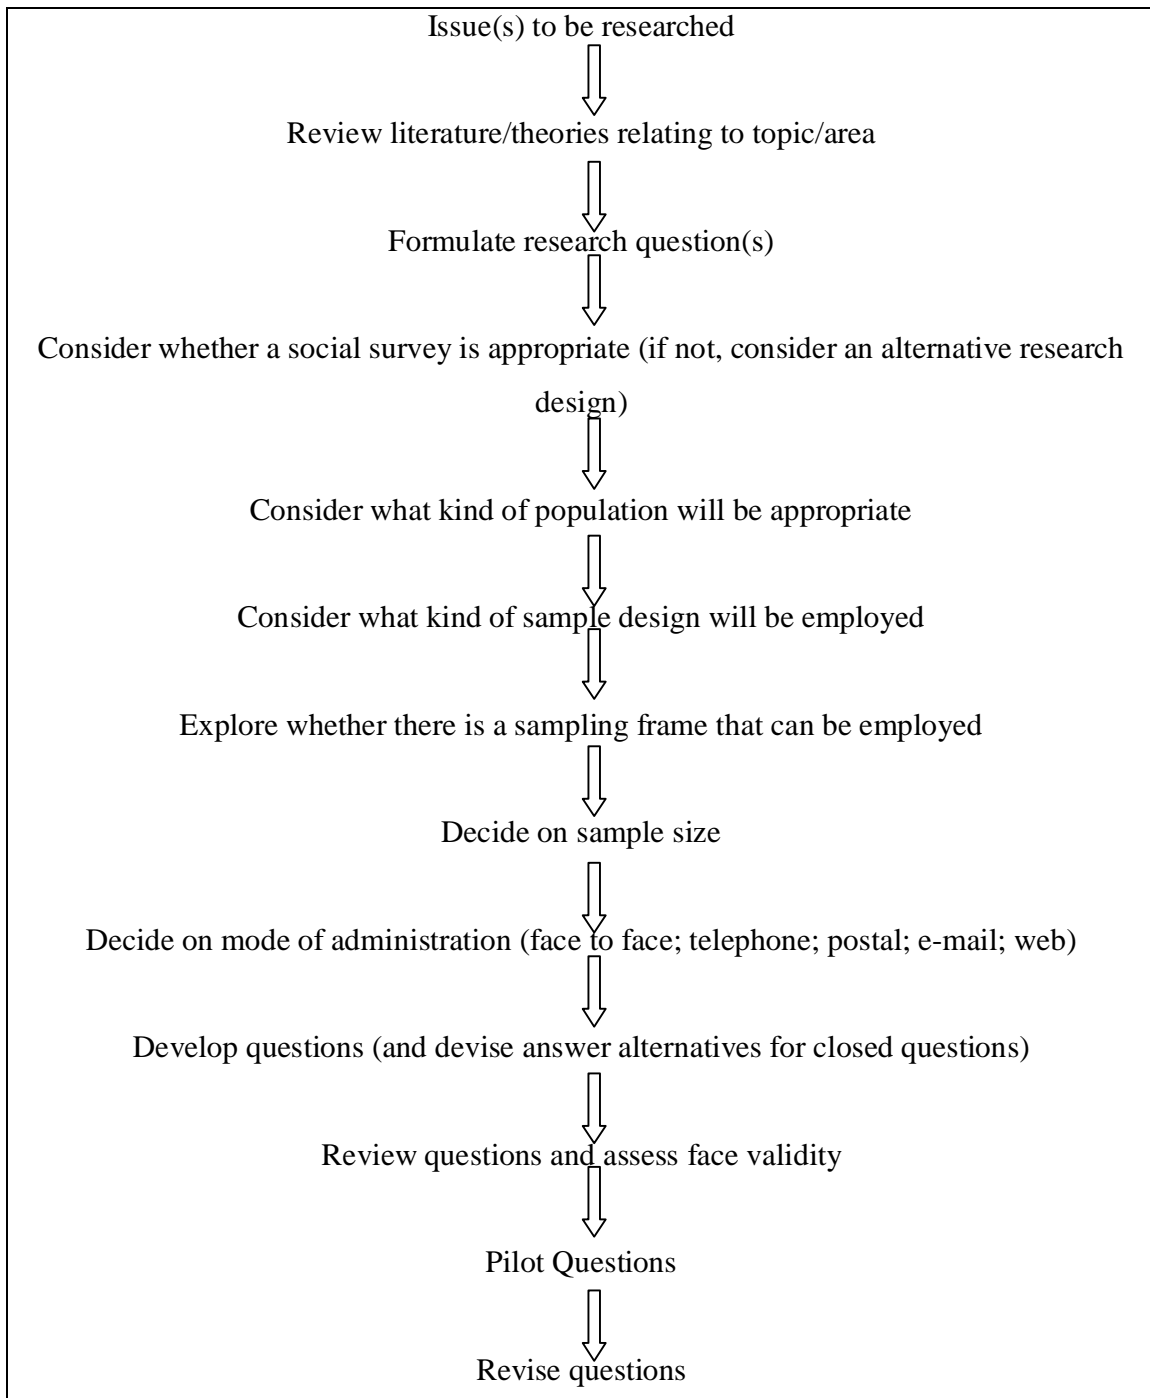 Issue(s) to be researched
Review literature/theories relating to topic/area
Formulate research question(s)
Consider whether a social survey is appropriate (if not, consider an alternative research
design)
Consider what kind of population will be appropriate
Consider what kind of sample design will be employed
Explore whether there is a sampling frame that can be employed
Decide on sample size
Decide on mode of administration (face to face; telephone; postal; e-mail; web)
Develop questions (and devise answer alternatives for closed questions)
Review questions and assess face validity
Pilot Questions
Revise questions